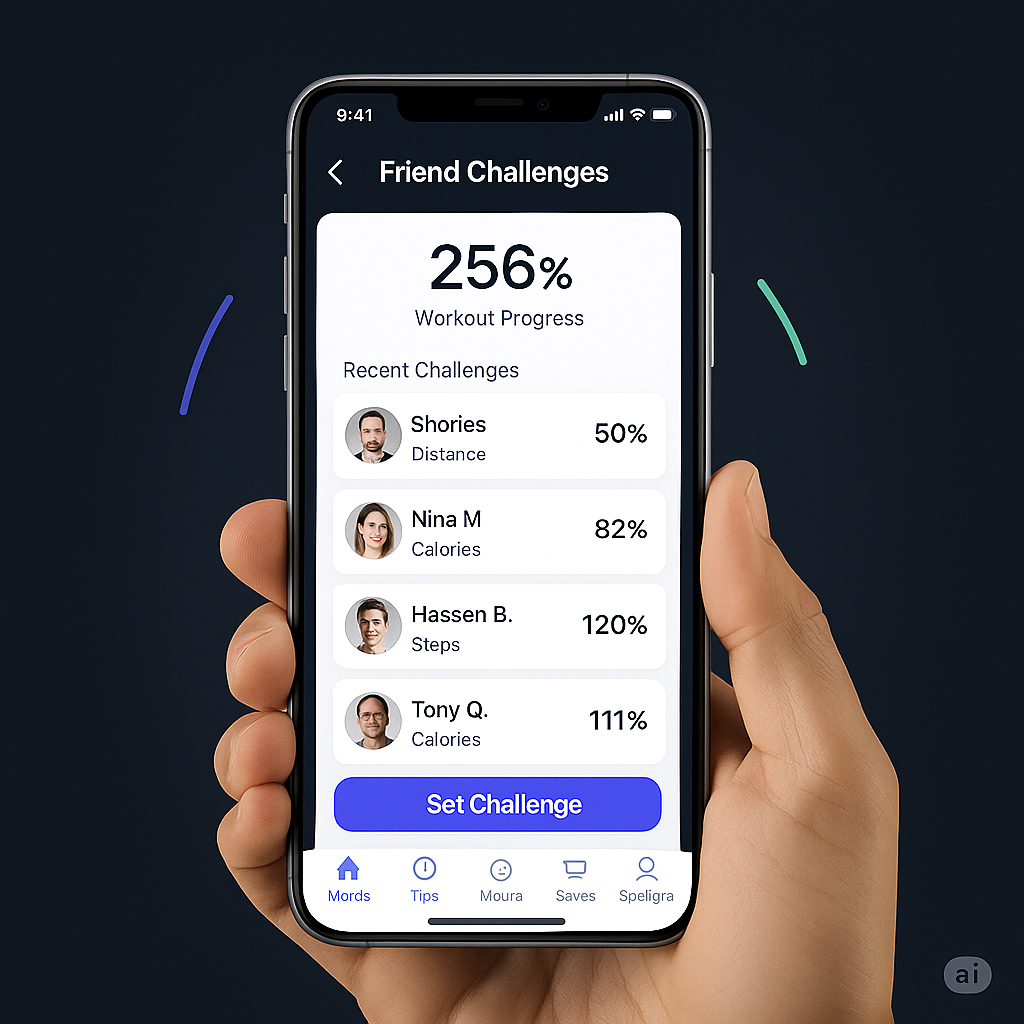 9:41
Friend Challenges
256%
Workout Progress
Recent Challenges
Shories
Distance
50%
Nina M
Calories
82%
Hassen B.
Steps
120%
Tony Q.
Calories
111%
Set Challenge
Mords
Tips
Moura
Saves
Speligra
ai